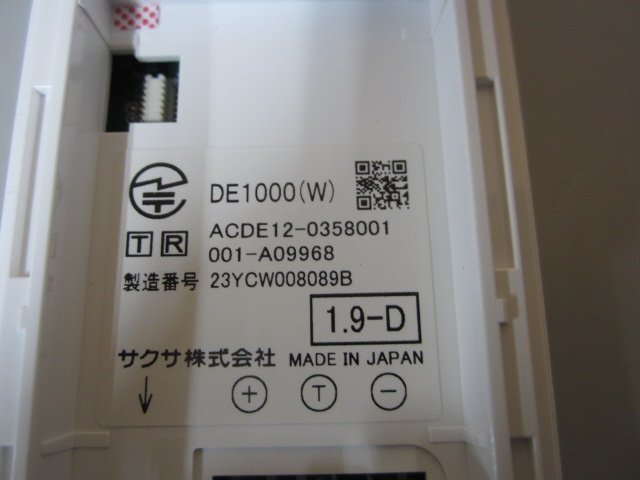 DE1000(W)
T R
ACDE12-0358001
001-A09968
製造番号 23YCW008089B
1.9-D
サクサ株式会社 MADE IN JAPAN
↓ + T −